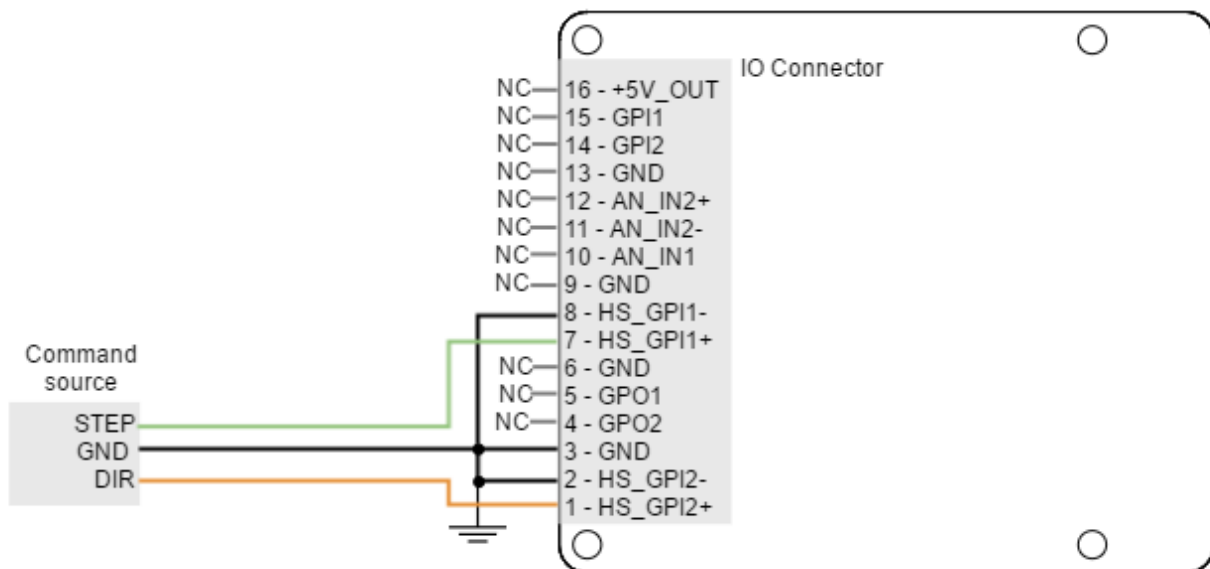 IO Connector
NC 16 - +5V_OUT
NC 15 - GPI1
NC 14 - GPI2
NC 13 - GND
NC 12 - AN_IN2+
NC 11 - AN_IN2-
NC 10 - AN_IN1
NC 9 - GND
8 - HS_GPI1-
7 - HS_GPI1+
NC 6 - GND
NC 5 - GPO1
NC 4 - GPO2
3 - GND
2 - HS_GPI2-
1 - HS_GPI2+
Command
source
STEP
GND
DIR